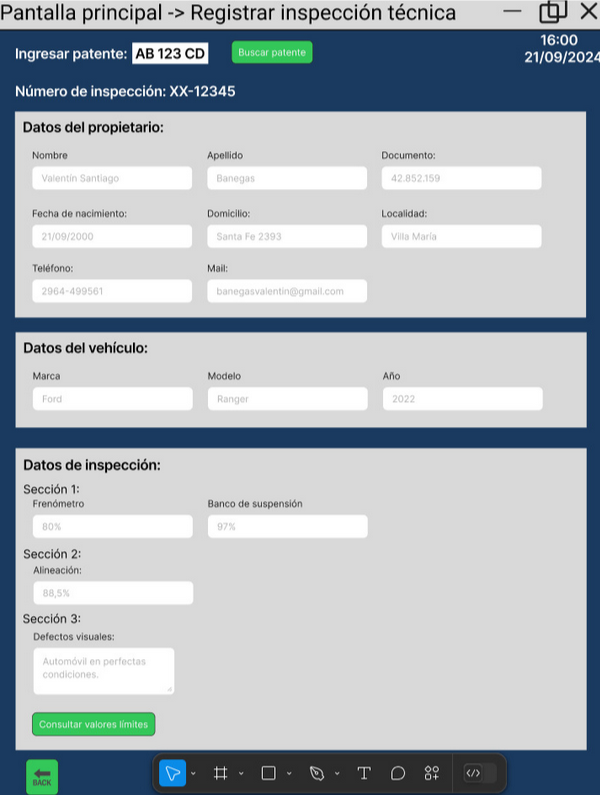 Pantalla principal -> Registrar inspección técnica
Ingresar patente: AB 123 CD Buscar patente
16:00
21/09/2024
Número de inspección: XX-12345
Datos del propietario:
Nombre Apellido Documento:
Valentín Santiago Banegas 42.852.159
Fecha de nacimiento: Domicilio: Localidad:
21/09/2000 Santa Fe 2393 Villa María
Teléfono: Mail:
2964-499561 banegasvalentin@gmail.com
Datos del vehículo:
Marca Modelo Año
Ford Ranger 2022
Datos de inspección:
Sección 1:
Frenómetro Banco de suspensión
80% 97%
Sección 2:
Alineación:
88,5%
Sección 3:
Defectos visuales:
Automóvil en perfectas
condiciones.
Consultar valores límites
BACK